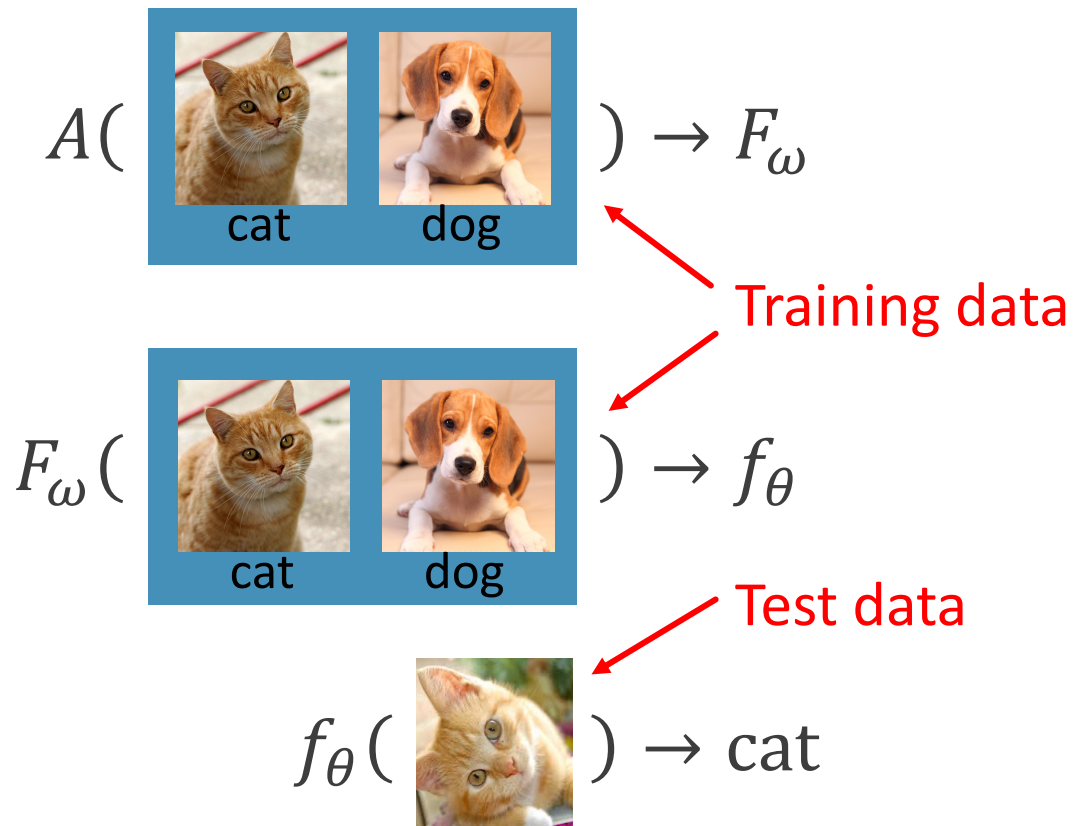 A( ) → F_ω
cat dog
Training data
F_ω( ) → f_θ
cat dog
Test data
f_θ( ) → cat